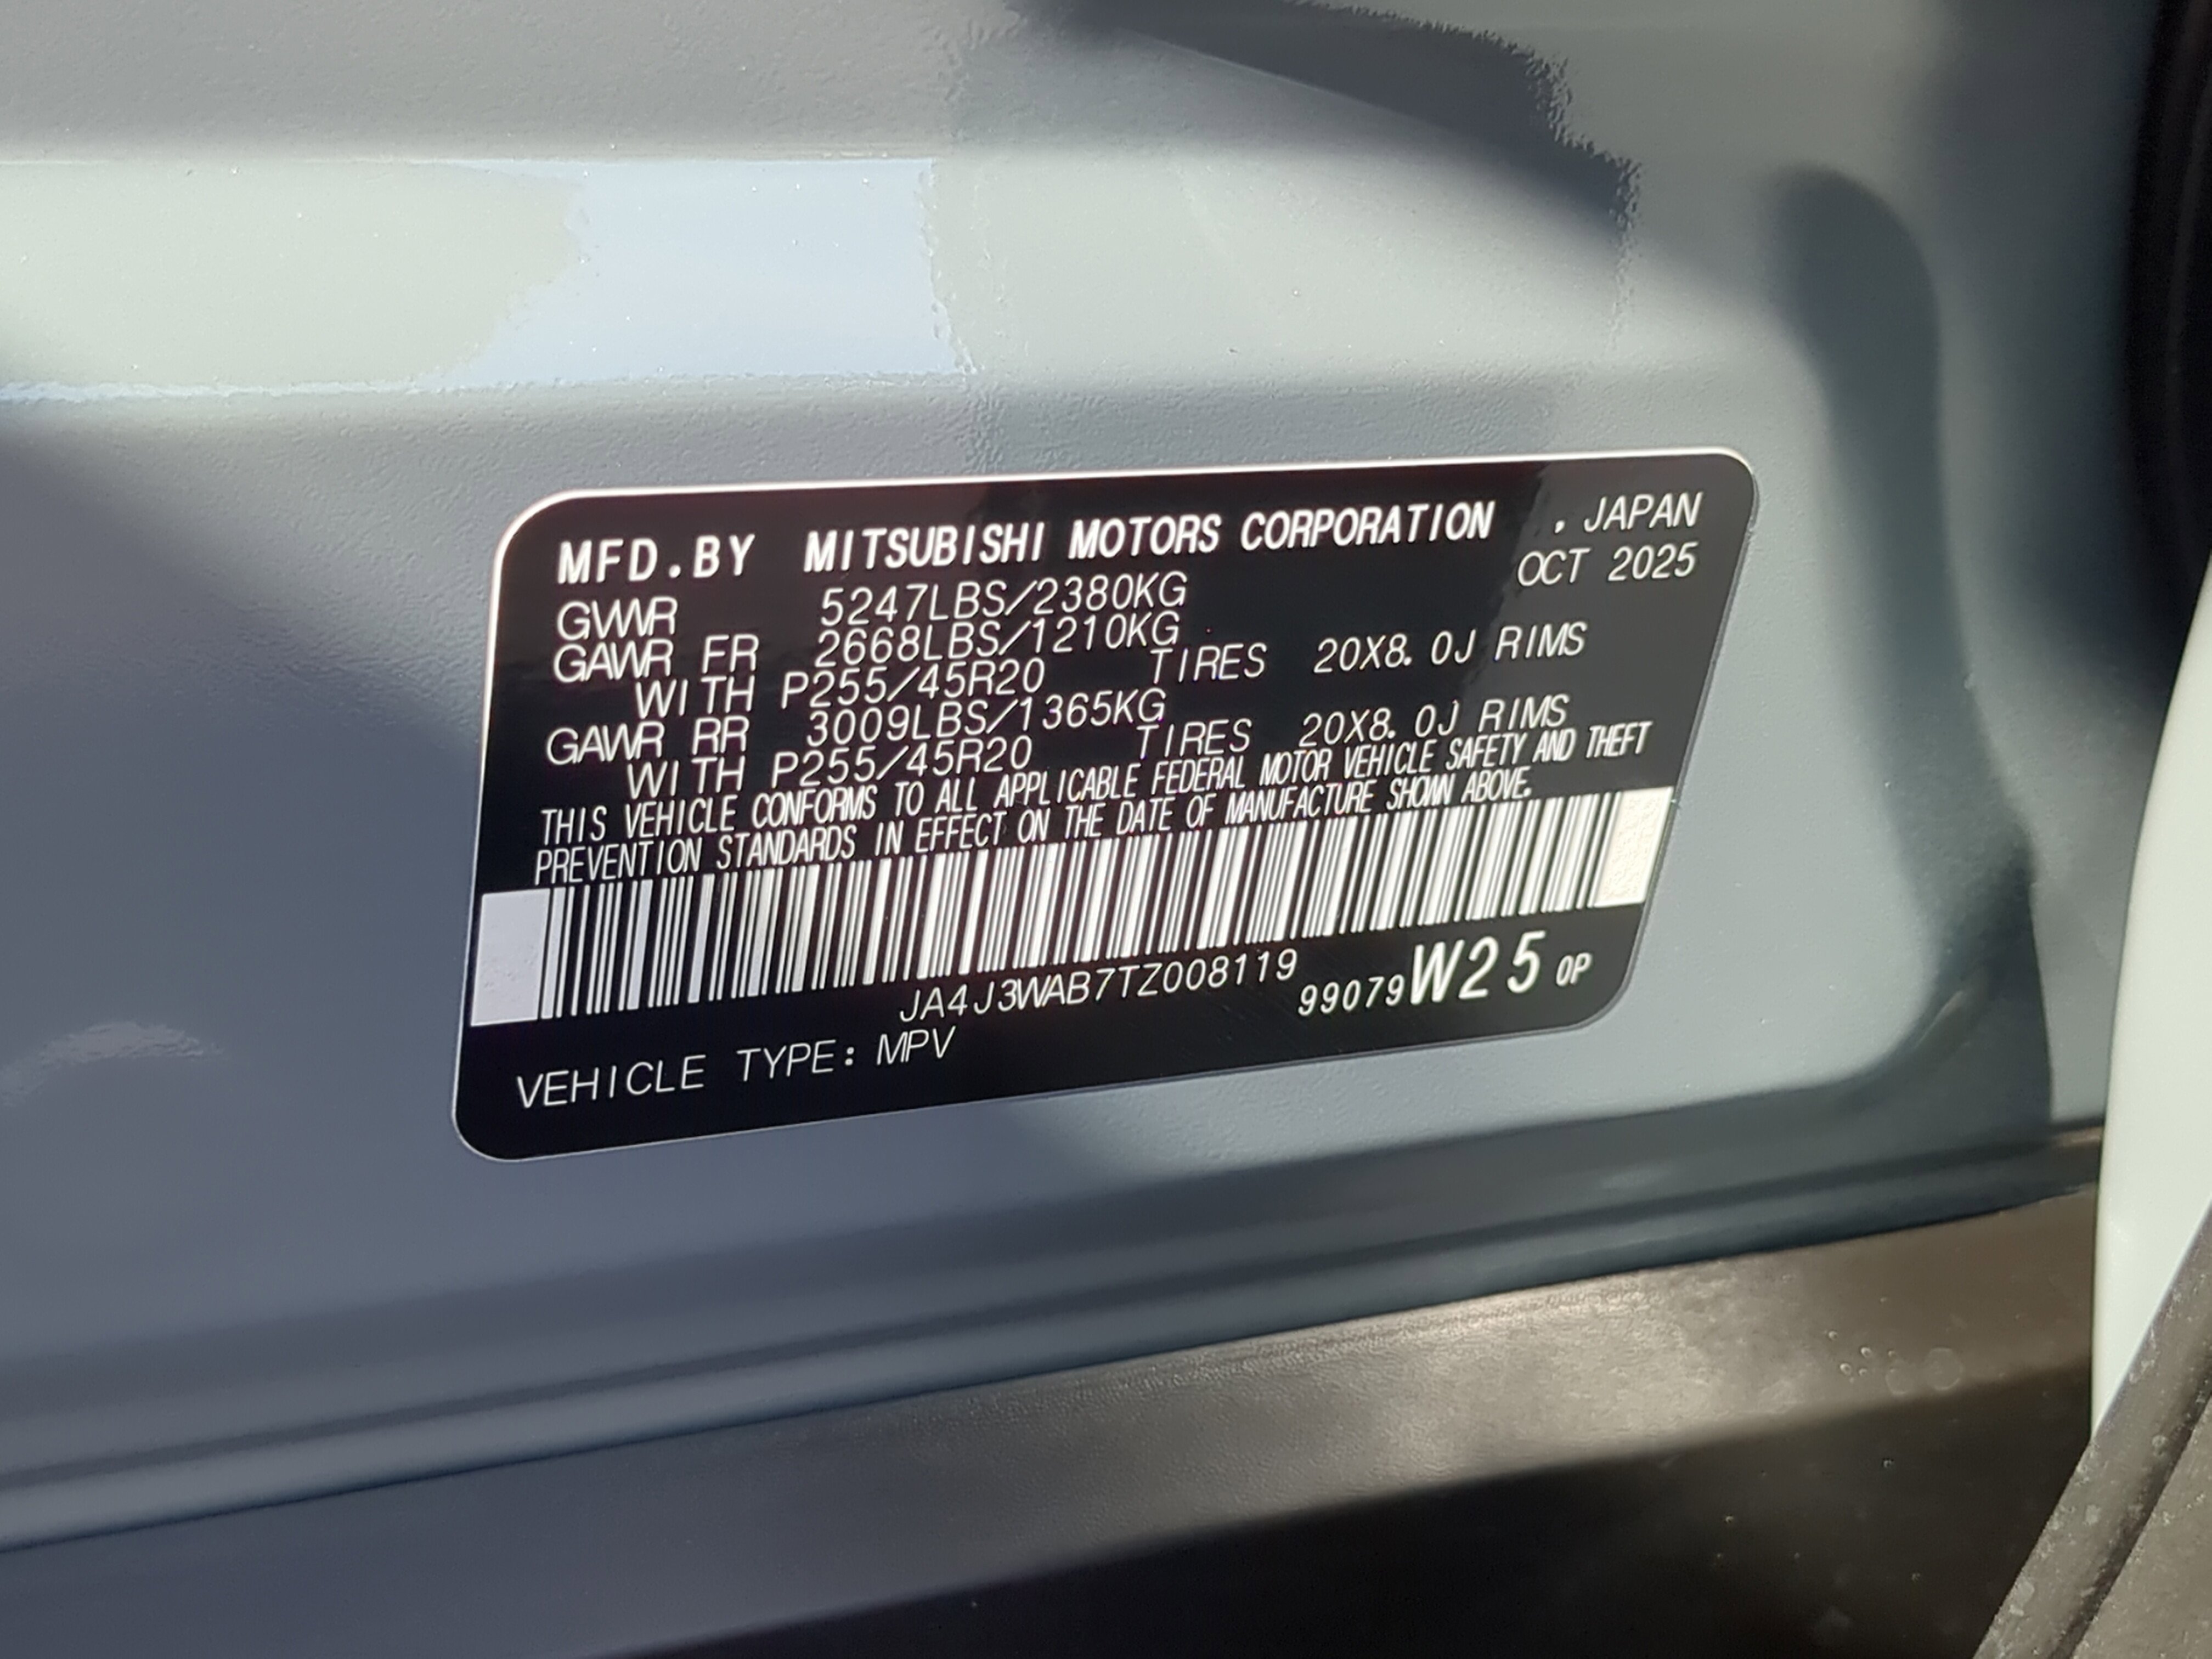 MFD.BY MITSUBISHI MOTORS CORPORATION , JAPAN
OCT 2025
GVWR 5247LBS/2380KG
GAWR FR 2668LBS/1210KG
WITH P255/45R20 TIRES 20X8.0J RIMS
GAWR RR 3009LBS/1365KG
WITH P255/45R20 TIRES 20X8.0J RIMS
THIS VEHICLE CONFORMS TO ALL APPLICABLE FEDERAL MOTOR VEHICLE SAFETY AND THEFT
PREVENTION STANDARDS IN EFFECT ON THE DATE OF MANUFACTURE SHOWN ABOVE.
JA4J3WAB7TZ008119
99079W25 OP
VEHICLE TYPE: MPV